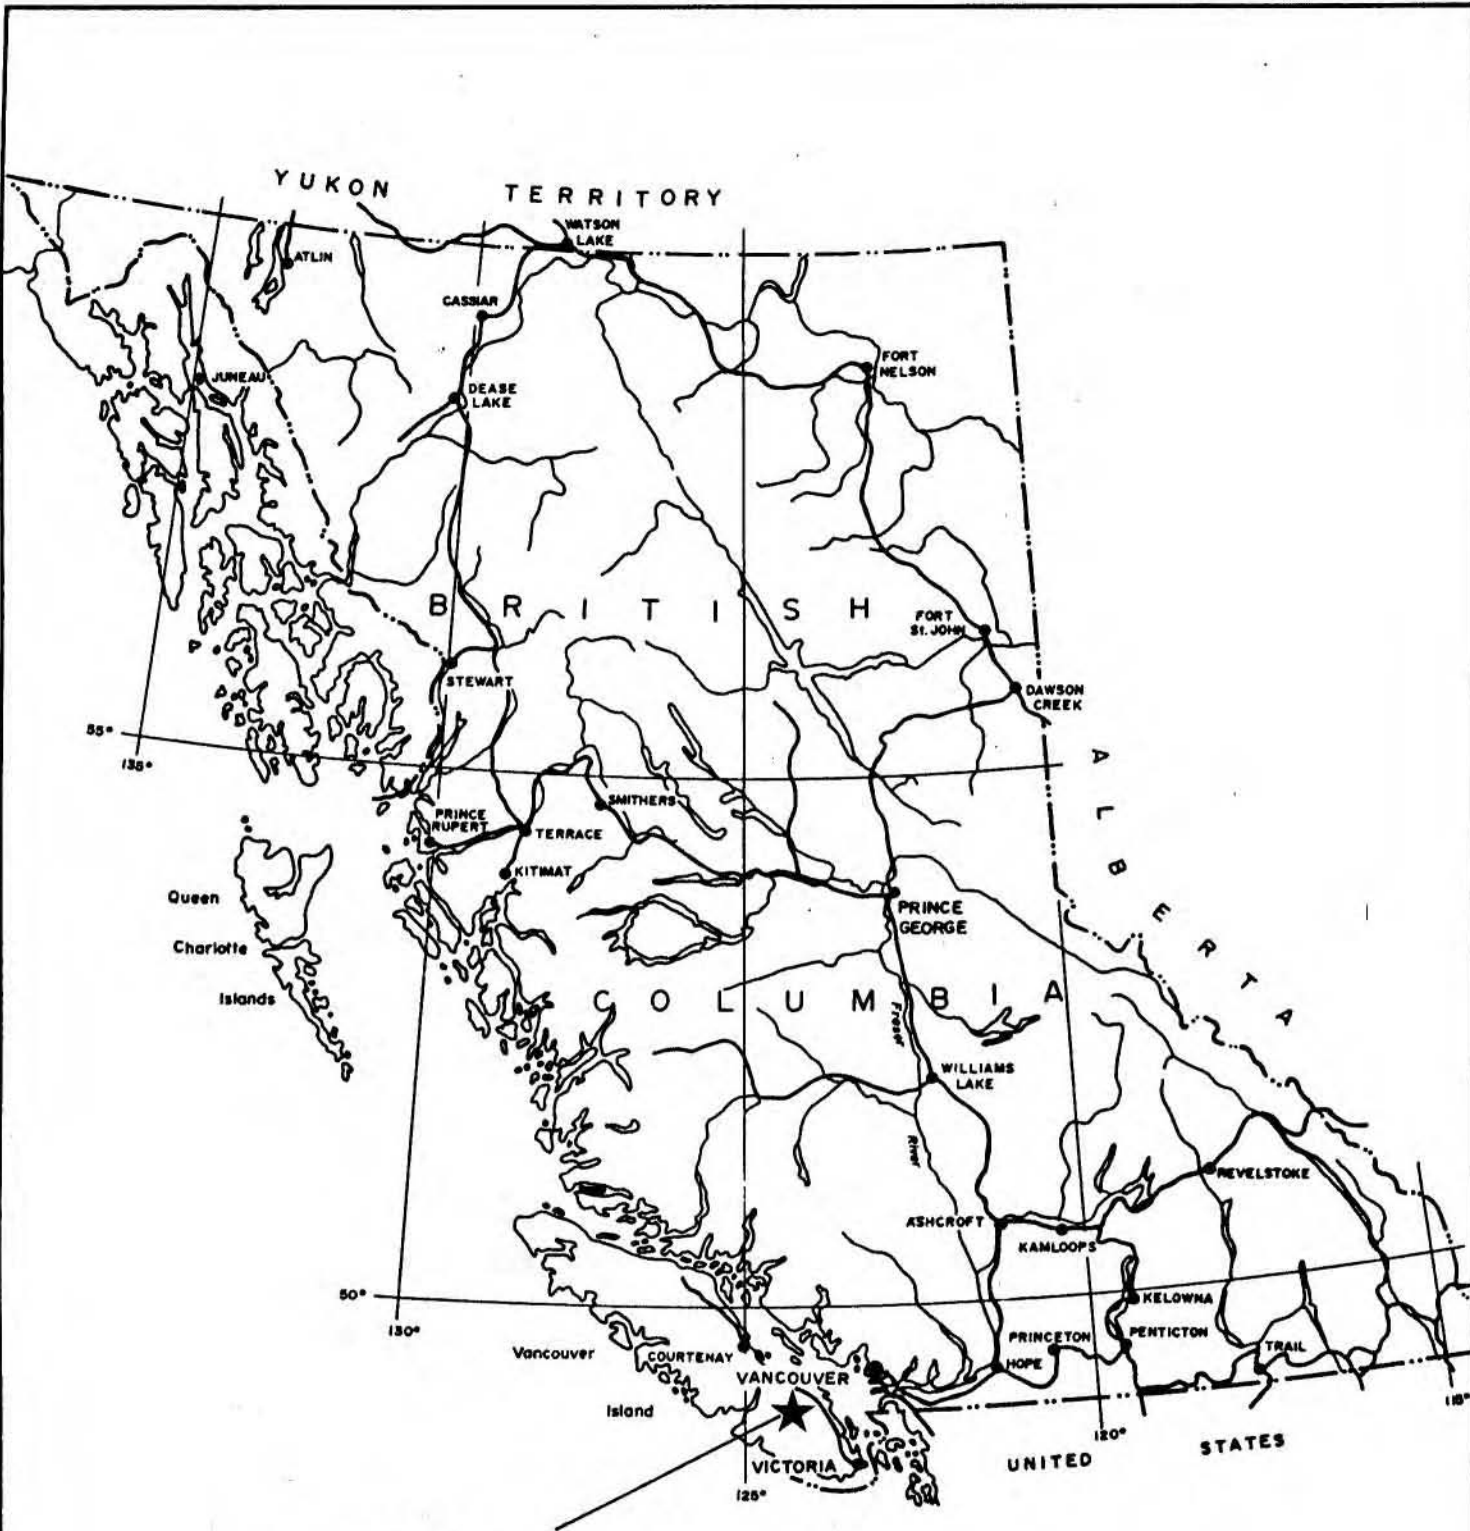 YUKON TERRITORY
WATSON
LAKE
ATLIN
CASSIAR
FORT
NELSON
JUNEAU
DEASE
LAKE
BRITISH
FORT
St. JOHN
STEWART
DAWSON
CREEK
55°
135°
ALBERTA
SMITHERS
PRINCE
RUPERT
TERRACE
KITIMAT
Queen
Charlotte
Islands
PRINCE
GEORGE
COLUMBIA
Fraser
River
WILLIAMS
LAKE
REVELSTOKE
ASHCROFT
KAMLOOPS
50°
130°
KELOWNA
PRINCETON
PENTICTON
HOPE
TRAIL
Vancouver
Island
COURTENAY
VANCOUVER
115°
120°
UNITED STATES
VICTORIA
125°